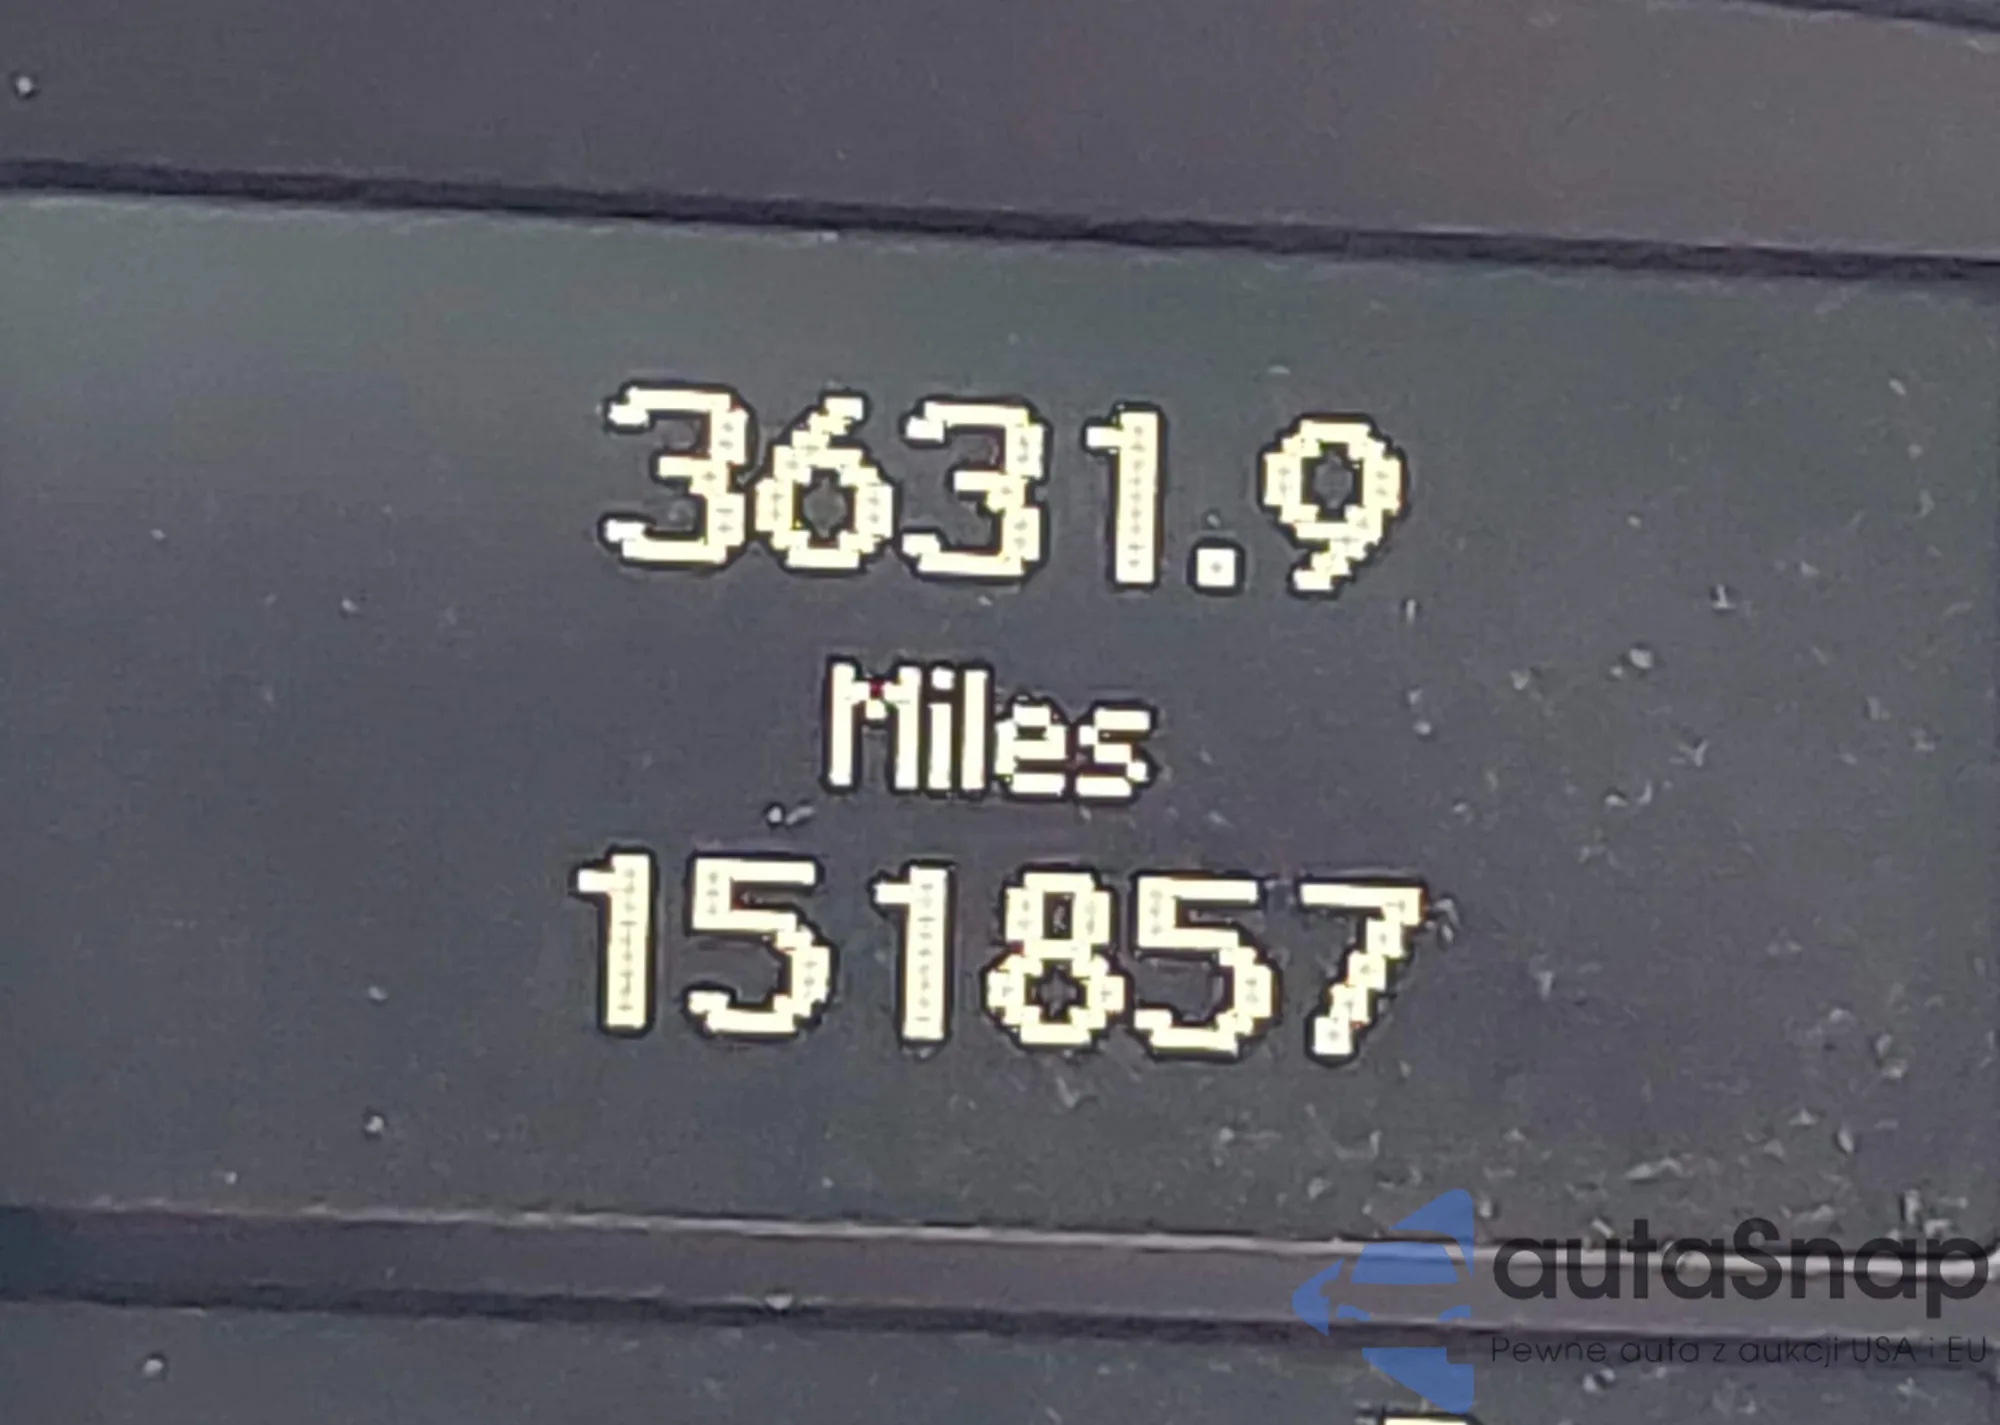 3631.9
Miles
151857
autaSnap
Pewne auta z aukcji USA i EU